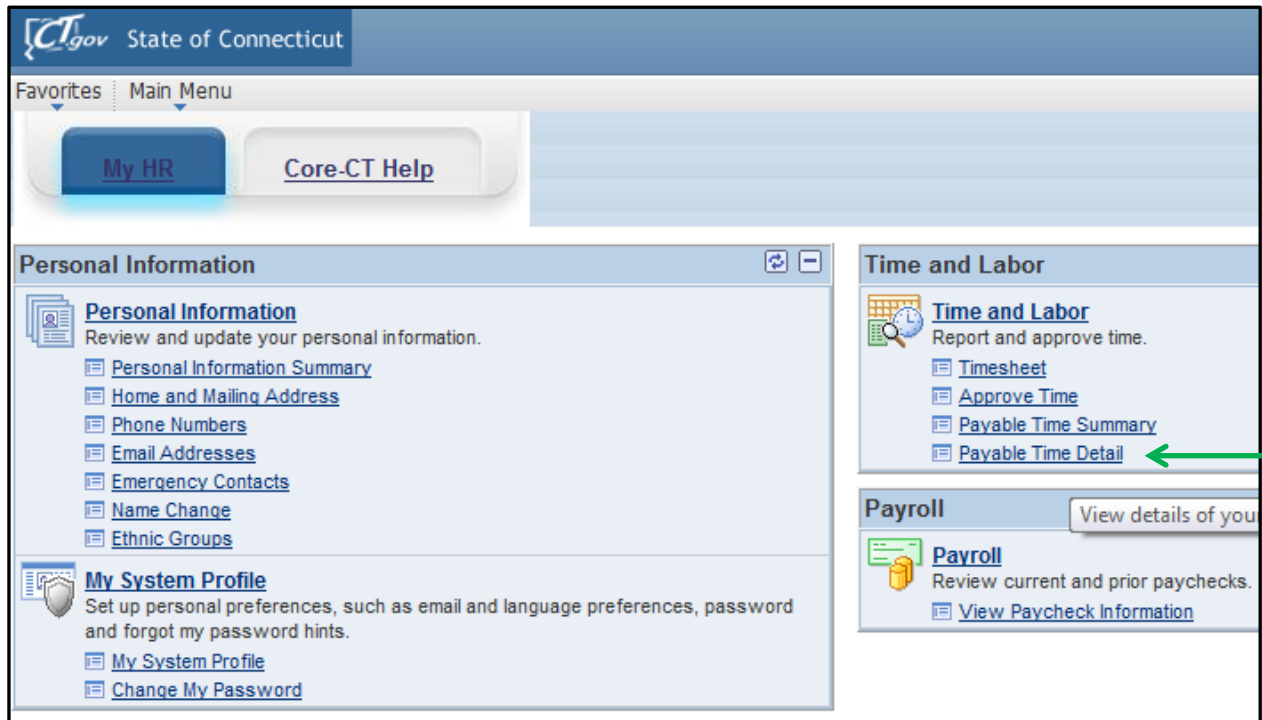 CT.gov State of Connecticut
Favorites Main Menu
My HR Core-CT Help
Personal Information
Personal Information
Review and update your personal information.
Personal Information Summary
Home and Mailing Address
Phone Numbers
Email Addresses
Emergency Contacts
Name Change
Ethnic Groups
My System Profile
Set up personal preferences, such as email and language preferences, password
and forgot my password hints.
My System Profile
Change My Password
Time and Labor
Time and Labor
Report and approve time.
Timesheet
Approve Time
Payable Time Summary
Payable Time Detail
Payroll
View details of your
Payroll
Review current and prior paychecks.
View Paycheck Information